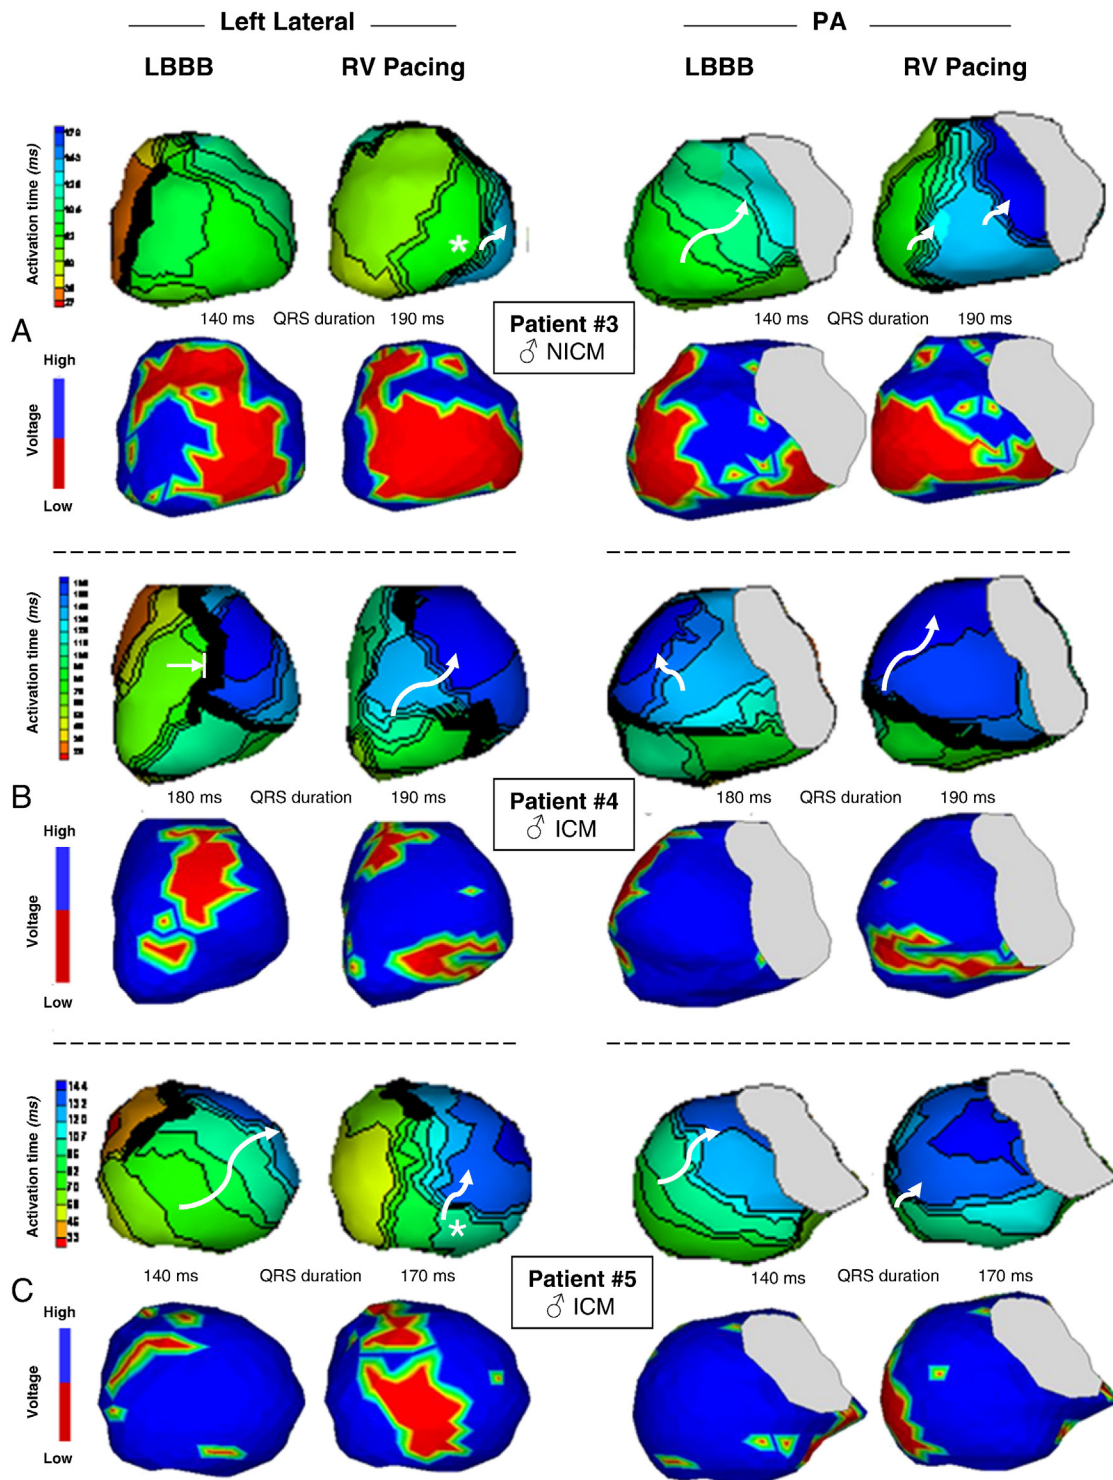 Left Lateral
PA
LBBB
RV Pacing
LBBB
RV Pacing
Activation time (ms)
140 ms
QRS duration
190 ms
Patient #3
♂ NICM
140 ms
QRS duration
190 ms
A
High
Voltage
Low
*
Activation time (ms)
180 ms
QRS duration
190 ms
Patient #4
♂ ICM
180 ms
QRS duration
190 ms
B
High
Voltage
Low
Activation time (ms)
144
132
120
107
*
140 ms
QRS duration
170 ms
Patient #5
♂ ICM
140 ms
QRS duration
170 ms
C
High
Voltage
Low